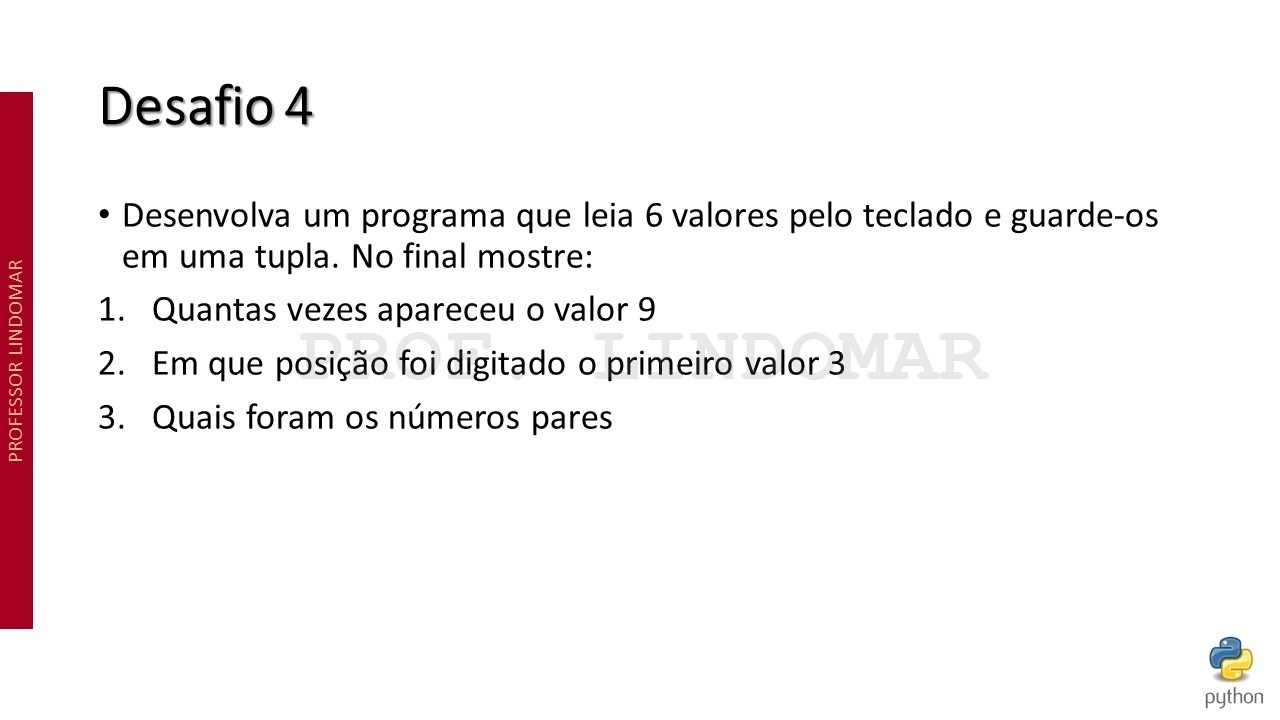 Desafio 4
• Desenvolva um programa que leia 6 valores pelo teclado e guarde-os
em uma tupla. No final mostre:
1. Quantas vezes apareceu o valor 9
2. Em que posição foi digitado o primeiro valor 3
3. Quais foram os números pares
PROF. LINDOMAR
PROFESSOR LINDOMAR
python